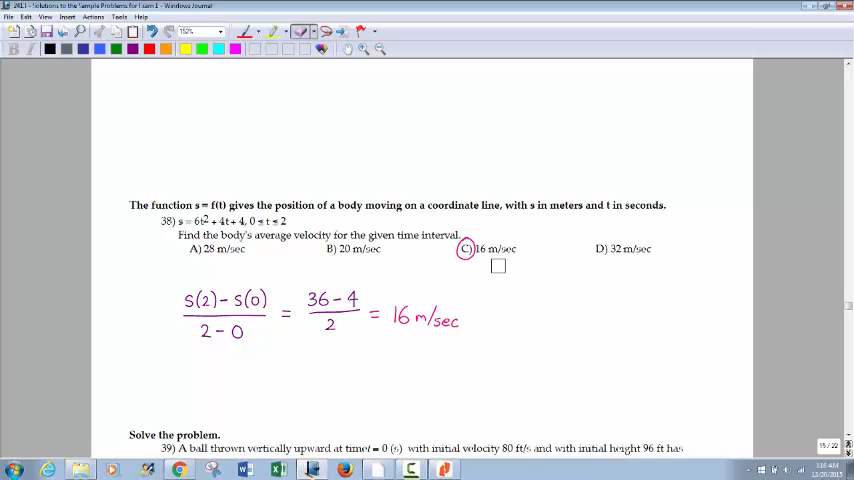 2413 - Solutions to the Sample Problems for Exam 1 - Windows Journal
File Edit View Insert Actions Tools Help
152%
The function s = f(t) gives the position of a body moving on a coordinate line, with s in meters and t in seconds.
38) s = 6t² + 4t + 4, 0 ≤ t ≤ 2
Find the body's average velocity for the given time interval.
A) 28 m/sec B) 20 m/sec C) 16 m/sec D) 32 m/sec
s(2) - s(0) / 2 - 0 = 36 - 4 / 2 = 16 m/sec
Solve the problem.
39) A ball thrown vertically upward at time t = 0 (s) with initial velocity 80 ft/s and with initial height 96 ft has
15 / 22
12/20/2015